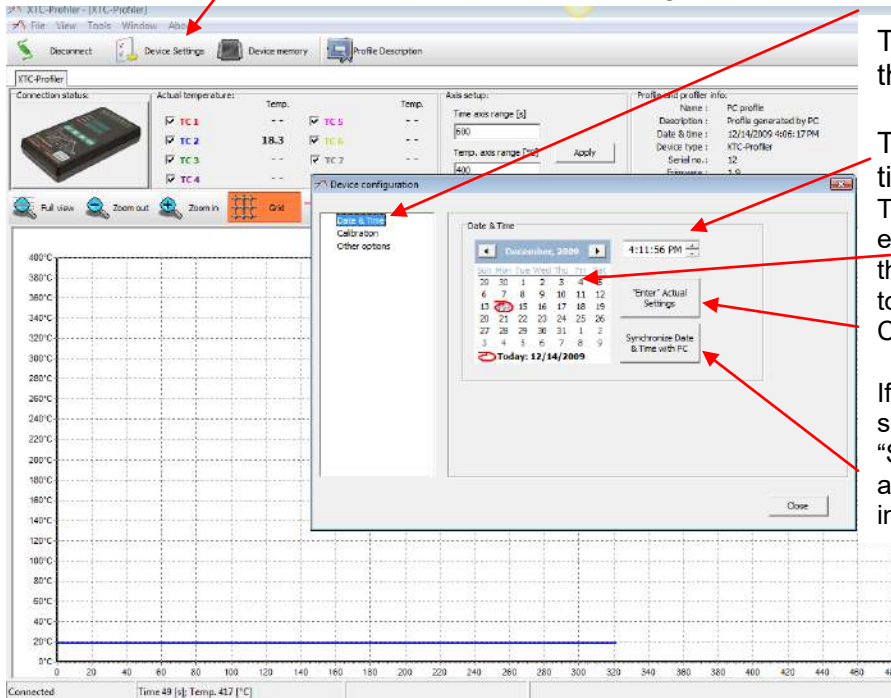 XTC-Profiler - [XTC-Profiler]
File View Tools Window
Disconnect Device Settings Device memory Profile Description
XTC-Profiler
Connection status: Actual temperature: Axis setup: Profile and profiler info:
Temp. Temp. Time axis range [s] Name : PC profile
TC 1 -- TC 5 -- 600 Description : Profile generated by PC
TC 2 18.3 TC 6 -- Date & time : 12/14/2009 4:06:17 PM
TC 3 -- TC 7 -- Temp. axis range [°C] Apply Device type : XTC-Profiler
TC 4 -- 400 Serial no.: 12
Firmware : 1.9
Device configuration
Full view Zoom out Zoom in Grid
Date & Time
Calibration
Other options
Date & Time
December, 2009 4:11:56 PM
Sun Mon Tue Wed Thu Fri Sat
29 30 1 2 3 4 5
6 7 8 9 10 11 12
13 15 16 17 18 19
20 21 22 23 24 25 26
27 28 29 30 31 1 2
3 4 5 6 7 8 9
Today: 12/14/2009
"Enter" Actual
Settings
Synchronize Date
& Time with PC
Close
400°C
380°C
360°C
340°C
320°C
300°C
280°C
260°C
240°C
220°C
200°C
180°C
160°C
140°C
120°C
100°C
80°C
60°C
40°C
20°C
0°C
0 20 40 60 80 100 120 140 160 180 200 220 240 260 280 300 320 340 360 380 400 420 440 460
Connected Time 49 [s]; Temp. 417 [°C]
If